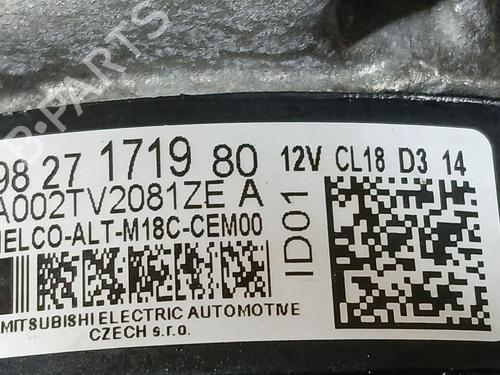 98 27 1719 80 12V CL18 D3 14
A002TV2081ZE A
MELCO-ALT-M18C-CEM00
ID01
MITSUBISHI ELECTRIC AUTOMOTIVE
CZECH s.r.o.
B-PARTS